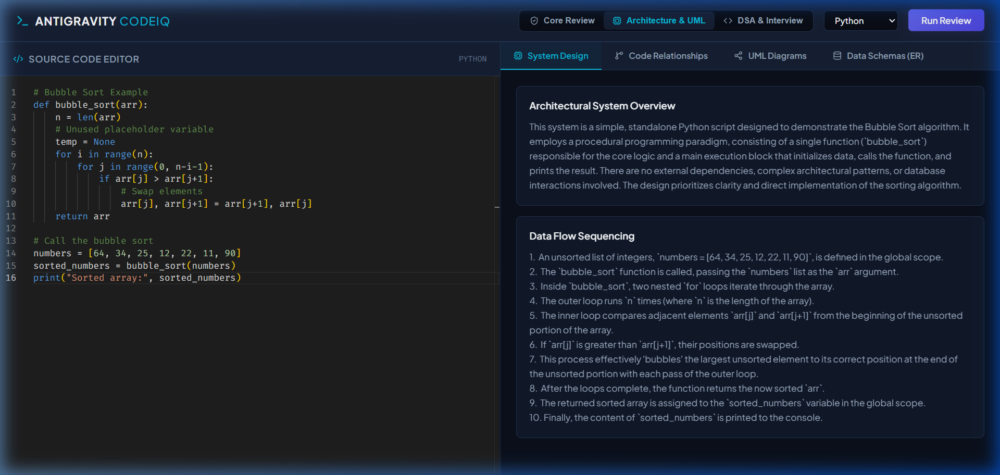 >_ ANTIGRAVITY CODEIQ
Core Review
Architecture & UML
<> DSA & Interview
Python
Run Review
</> SOURCE CODE EDITOR
PYTHON
1 # Bubble Sort Example
2 def bubble_sort(arr):
3     n = len(arr)
4     # Unused placeholder variable
5     temp = None
6     for i in range(n):
7         for j in range(0, n-i-1):
8             if arr[j] > arr[j+1]:
9                 # Swap elements
10                 arr[j], arr[j+1] = arr[j+1], arr[j]
11     return arr
12
13 # Call the bubble sort
14 numbers = [64, 34, 25, 12, 22, 11, 90]
15 sorted_numbers = bubble_sort(numbers)
16 print("Sorted array:", sorted_numbers)
System Design
Code Relationships
UML Diagrams
Data Schemas (ER)
Architectural System Overview
This system is a simple, standalone Python script designed to demonstrate the Bubble Sort algorithm. It
employs a procedural programming paradigm, consisting of a single function (`bubble_sort`)
responsible for the core logic and a main execution block that initializes data, calls the function, and
prints the result. There are no external dependencies, complex architectural patterns, or database
interactions involved. The design prioritizes clarity and direct implementation of the sorting algorithm.
Data Flow Sequencing
1. An unsorted list of integers, `numbers = [64, 34, 25, 12, 22, 11, 90]`, is defined in the global scope.
2. The `bubble_sort` function is called, passing the `numbers` list as the `arr` argument.
3. Inside `bubble_sort`, two nested `for` loops iterate through the array.
4. The outer loop runs `n` times (where `n` is the length of the array).
5. The inner loop compares adjacent elements `arr[j]` and `arr[j+1]` from the beginning of the unsorted
portion of the array.
6. If `arr[j]` is greater than `arr[j+1]`, their positions are swapped.
7. This process effectively 'bubbles' the largest unsorted element to its correct position at the end of
the unsorted portion with each pass of the outer loop.
8. After the loops complete, the function returns the now sorted `arr`.
9. The returned sorted array is assigned to the `sorted_numbers` variable in the global scope.
10. Finally, the content of `sorted_numbers` is printed to the console.